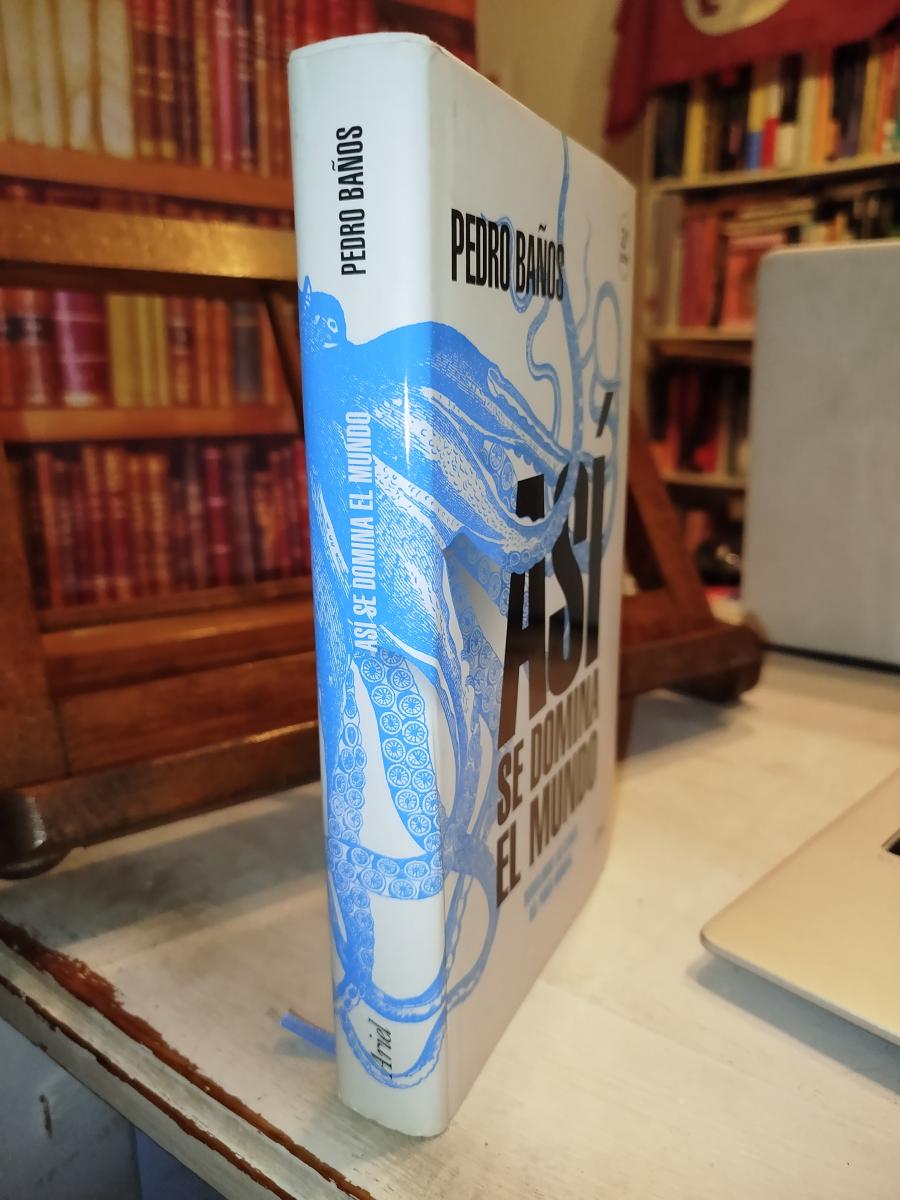 PEDRO BAÑOS
ASÍ SE DOMINA EL MUNDO
Ariel
PEDRO BAÑOS
ASÍ
SE DOMINA
EL MUNDO